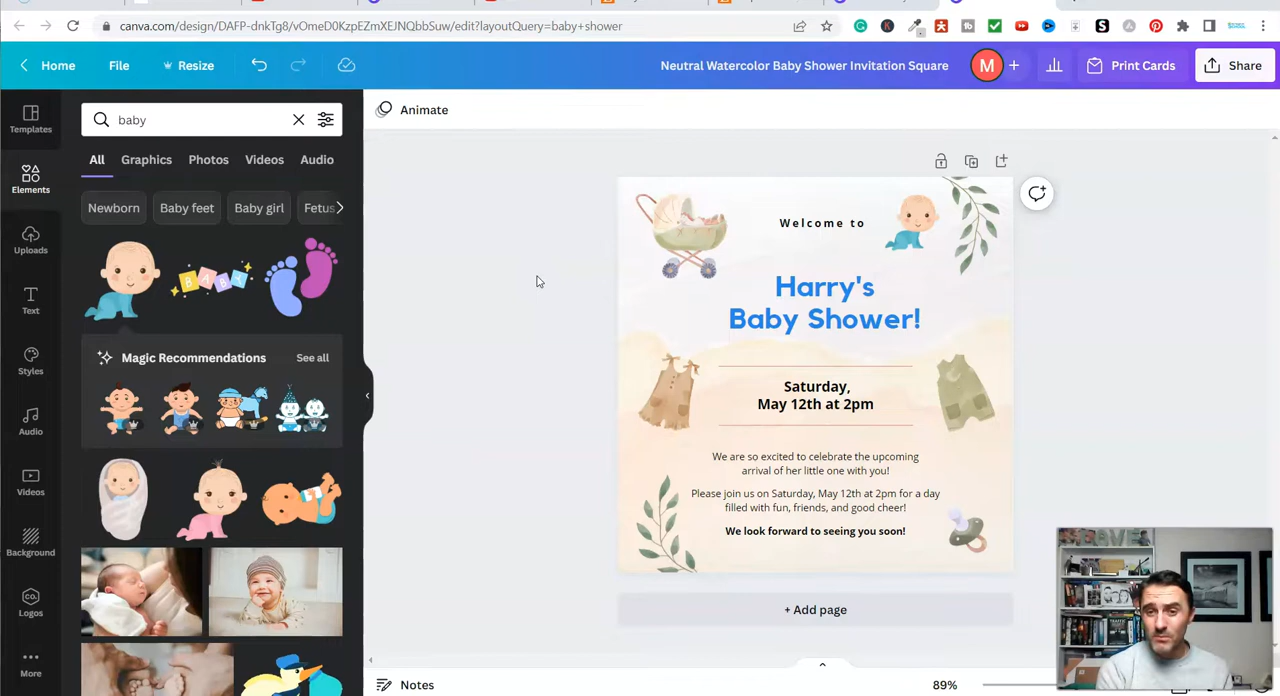 canva.com/design/DAFP-dnkTg8/vOmeD0KzpEZmXEJNQbbSuw/edit?layoutQuery=baby+shower
Home
File
Resize
Neutral Watercolor Baby Shower Invitation Square
M
Print Cards
Share
Templates
Elements
Uploads
Text
Styles
Audio
Videos
Background
Logos
More
baby
All
Graphics
Photos
Videos
Audio
Newborn
Baby feet
Baby girl
Fetus
BABY
Magic Recommendations
See all
Animate
Welcome to
Harry's
Baby Shower!
Saturday,
May 12th at 2pm
We are so excited to celebrate the upcoming
arrival of her little one with you!
Please join us on Saturday, May 12th at 2pm for a day
filled with fun, friends, and good cheer!
We look forward to seeing you soon!
+ Add page
Notes
89%